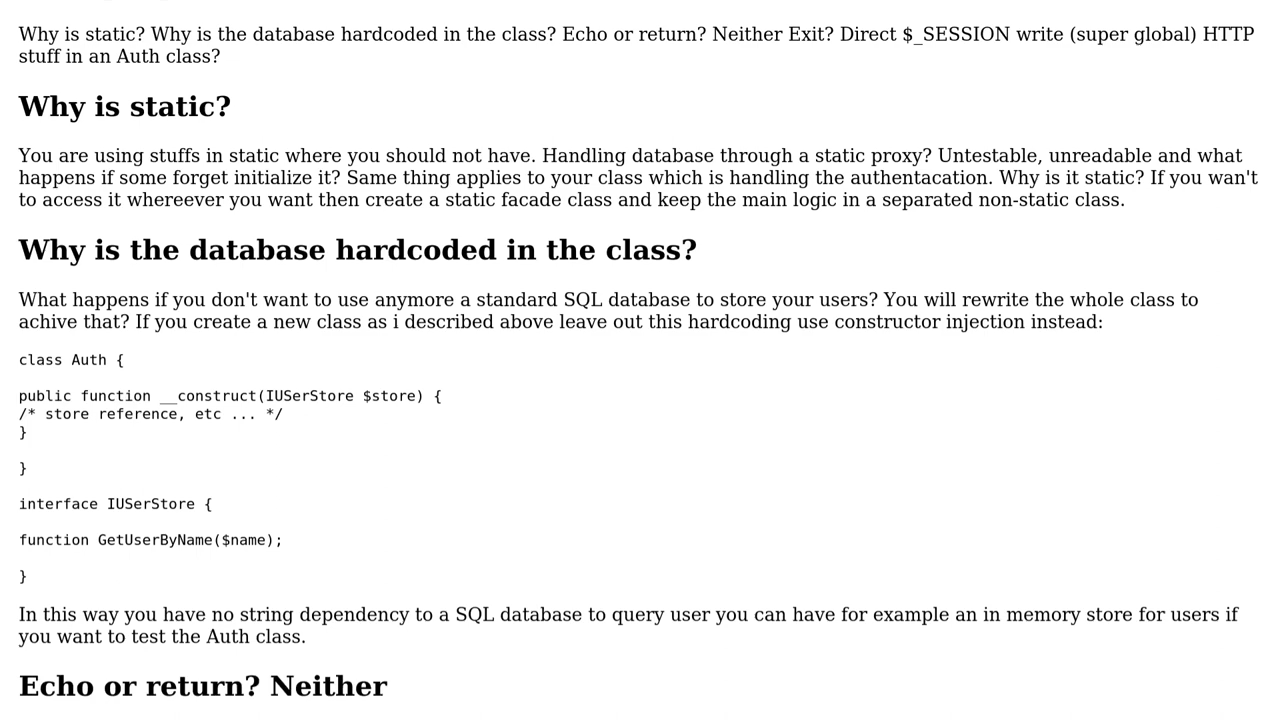 Why is static? Why is the database hardcoded in the class? Echo or return? Neither Exit? Direct $_SESSION write (super global) HTTP
stuff in an Auth class?
Why is static?
You are using stuffs in static where you should not have. Handling database through a static proxy? Untestable, unreadable and what
happens if some forget initialize it? Same thing applies to your class which is handling the authentacation. Why is it static? If you wan't
to access it whereever you want then create a static facade class and keep the main logic in a separated non-static class.
Why is the database hardcoded in the class?
What happens if you don't want to use anymore a standard SQL database to store your users? You will rewrite the whole class to
achive that? If you create a new class as i described above leave out this hardcoding use constructor injection instead:
class Auth {
public function __construct(IUSerStore $store) {
/* store reference, etc ... */
}
}
interface IUSerStore {
function GetUserByName($name);
}
In this way you have no string dependency to a SQL database to query user you can have for example an in memory store for users if
you want to test the Auth class.
Echo or return? Neither